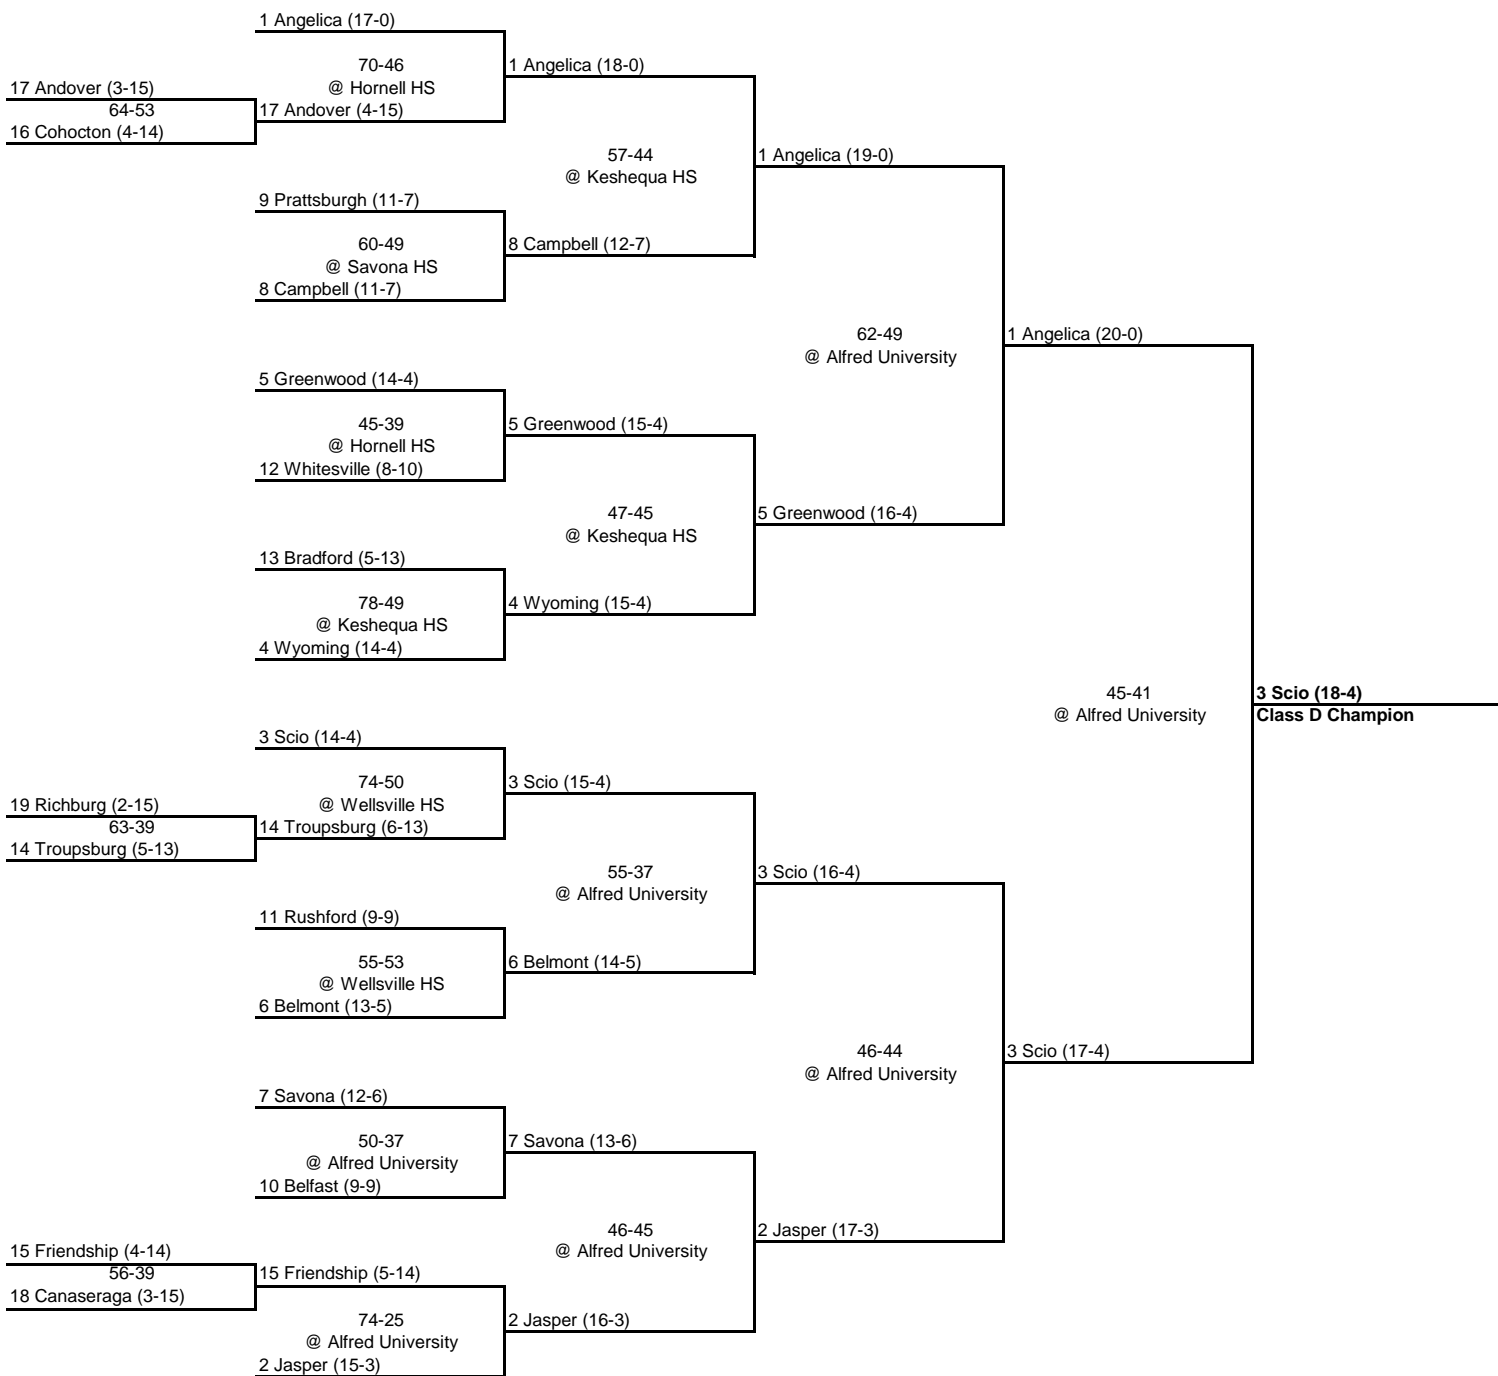 1 Angelica (17-0)
70-46
@ Hornell HS
1 Angelica (18-0)
17 Andover (3-15)
64-53
17 Andover (4-15)
16 Cohocton (4-14)
57-44
@ Keshequa HS
1 Angelica (19-0)
9 Prattsburgh (11-7)
60-49
@ Savona HS
8 Campbell (12-7)
8 Campbell (11-7)
62-49
@ Alfred University
1 Angelica (20-0)
5 Greenwood (14-4)
45-39
@ Hornell HS
5 Greenwood (15-4)
12 Whitesville (8-10)
47-45
@ Keshequa HS
5 Greenwood (16-4)
13 Bradford (5-13)
78-49
@ Keshequa HS
4 Wyoming (15-4)
4 Wyoming (14-4)
45-41
@ Alfred University
3 Scio (18-4)
Class D Champion
3 Scio (14-4)
74-50
@ Wellsville HS
3 Scio (15-4)
19 Richburg (2-15)
63-39
14 Troupsburg (6-13)
14 Troupsburg (5-13)
55-37
@ Alfred University
3 Scio (16-4)
11 Rushford (9-9)
55-53
@ Wellsville HS
6 Belmont (14-5)
6 Belmont (13-5)
46-44
@ Alfred University
3 Scio (17-4)
7 Savona (12-6)
50-37
@ Alfred University
7 Savona (13-6)
10 Belfast (9-9)
46-45
@ Alfred University
2 Jasper (17-3)
15 Friendship (4-14)
56-39
15 Friendship (5-14)
18 Canaseraga (3-15)
74-25
@ Alfred University
2 Jasper (16-3)
2 Jasper (15-3)